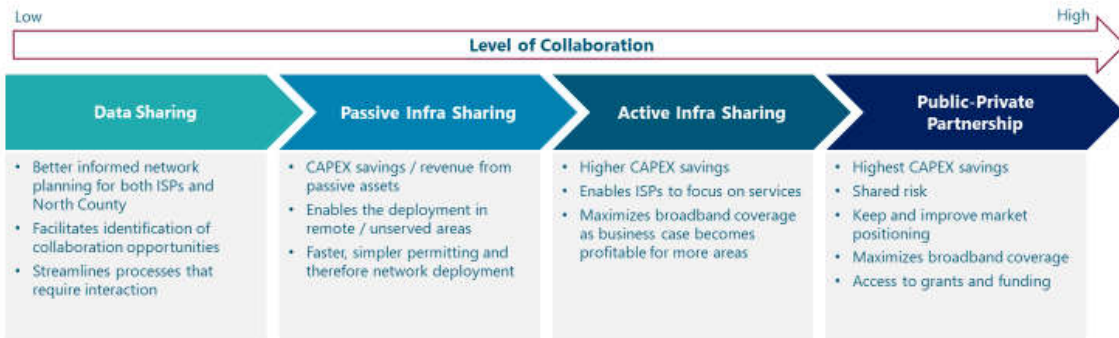 Low
High
Level of Collaboration
Data Sharing
• Better informed network
planning for both ISPs and
North County
• Facilitates identification of
collaboration opportunities
• Streamlines processes that
require interaction
Passive Infra Sharing
• CAPEX savings / revenue from
passive assets
• Enables the deployment in
remote / unserved areas
• Faster, simpler permitting and
therefore network deployment
Active Infra Sharing
• Higher CAPEX savings
• Enables ISPs to focus on services
• Maximizes broadband coverage
as business case becomes
profitable for more areas
Public-Private
Partnership
• Highest CAPEX savings
• Shared risk
• Keep and improve market
positioning
• Maximizes broadband coverage
• Access to grants and funding